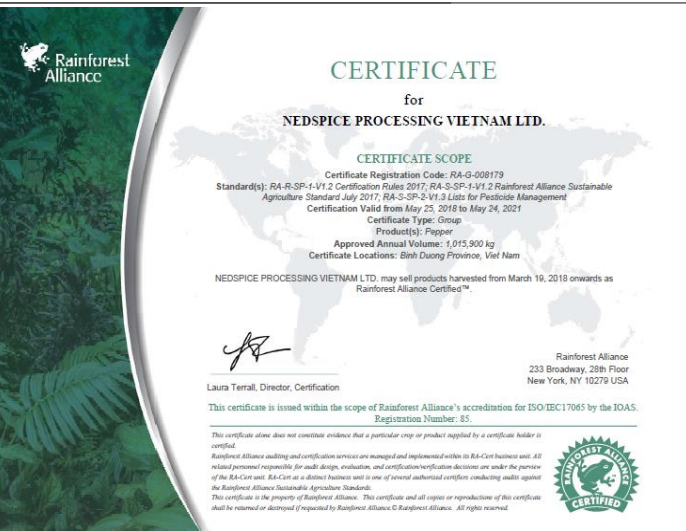 Rainforest
Alliance
CERTIFICATE
for
NEDSPICE PROCESSING VIETNAM LTD.
CERTIFICATE SCOPE
Certificate Registration Code: RA-G-008179
Standard(s): RA-R-SP-1-V1.2 Certification Rules 2017; RA-S-SP-1-V1.2 Rainforest Alliance Sustainable
Agriculture Standard July 2017; RA-S-SP-2-V1.3 Lists for Pesticide Management
Certification Valid from May 25, 2018 to May 24, 2021
Certificate Type: Group
Product(s): Pepper
Approved Annual Volume: 1,015,900 kg
Certificate Locations: Binh Duong Province, Viet Nam
NEDSPICE PROCESSING VIETNAM LTD. may sell products harvested from March 19, 2018 onwards as
Rainforest Alliance Certified™.
Laura Terrall, Director, Certification
Rainforest Alliance
233 Broadway, 28th Floor
New York, NY 10279 USA
This certificate is issued within the scope of Rainforest Alliance's accreditation for ISO/IEC17065 by the IOAS.
Registration Number: 85.
This certificate alone does not constitute evidence that a particular crop or product supplied by a certificate holder is
certified.
Rainforest Alliance auditing and certification services are managed and implemented within its RA-Cert business unit. All
related personnel responsible for audit design, evaluation, and certification/verification decisions are under the purview
of the RA-Cert unit. RA-Cert as a distinct business unit is one of several authorized certifiers conducting audits against
the Rainforest Alliance Sustainable Agriculture Standards.
This certificate is the property of Rainforest Alliance. This certificate and all copies or reproductions of this certificate
shall be returned or destroyed if requested by Rainforest Alliance.© Rainforest Alliance. All rights reserved.
RAINFOREST ALLIANCE
CERTIFIED